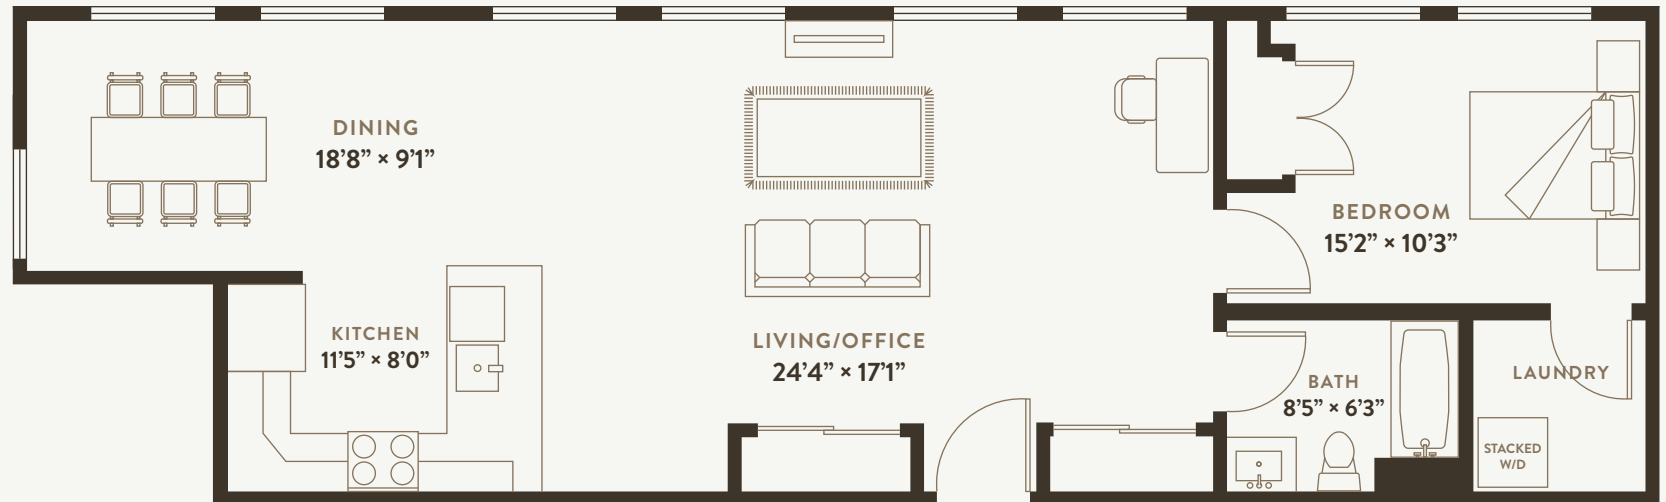 DINING
18’8” × 9’1”
BEDROOM
15’2” × 10’3”
KITCHEN
11’5” × 8’0”
LIVING/OFFICE
24’4” × 17’1”
BATH
8’5” × 6’3”
LAUNDRY
STACKED
W/D